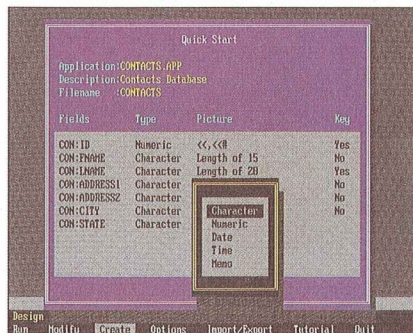 Quick Start
Application:CONTACTS.APP
Description:Contacts Database
Filename :CONTACTS
Fields Type Picture Key
CON:ID Numeric <<,<<# Yes
CON:FNAME Character Length of 15 No
CON:LNAME Character Length of 20 Yes
CON:ADDRESS1 Character No
CON:ADDRESS2 Character No
CON:CITY Character No
CON:STATE Character
Character
Numeric
Date
Time
Memo
Design
Run Modify Create Options Import/Export Tutorial Quit